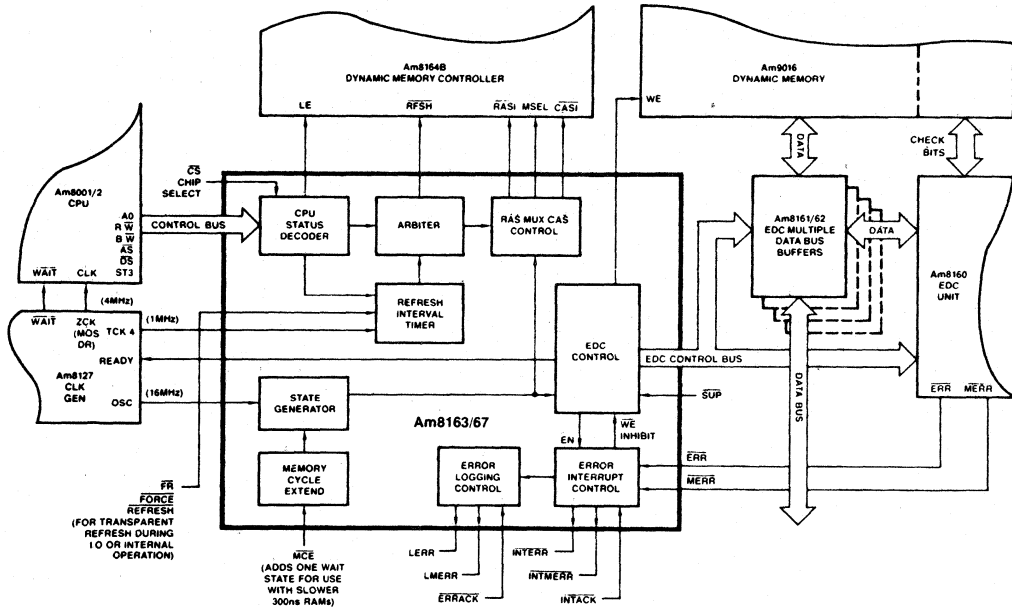 Am8164B
DYNAMIC MEMORY CONTROLLER
LE
RFSH
RASI
MSEL
CASI
Am9016
DYNAMIC MEMORY
WE
DATA
CHECK
BITS
Am8001/2
CPU
A0
R W
B W
AS
DS
ST3
WAIT
CLK
CONTROL BUS
CS
CHIP
SELECT
CPU
STATUS
DECODER
ARBITER
RAS MUX CAS
CONTROL
Am8161/62
EDC MULTIPLE
DATA BUS
BUFFERS
DATA
Am8160
EDC
UNIT
ERR
MERR
(4MHz)
WAIT
ZCK
(MOS
DR)
TCK 4
(1MHz)
READY
Am8127
CLK
GEN
OSC
(16MHz)
REFRESH
INTERVAL
TIMER
EDC
CONTROL
EDC CONTROL BUS
DATA BUS
STATE
GENERATOR
Am8163/67
SUP
EN
WE
INHIBIT
MEMORY
CYCLE
EXTEND
ERROR
LOGGING
CONTROL
ERROR
INTERRUPT
CONTROL
ERR
MERR
FR
FORCE
REFRESH
(FOR TRANSPARENT
REFRESH DURING
I O OR INTERNAL
OPERATION)
MCE
(ADDS ONE WAIT
STATE FOR USE
WITH SLOWER
300ns RAMs)
LERR
LMERR
ERRACK
INTERR
INTMERR
INTACK